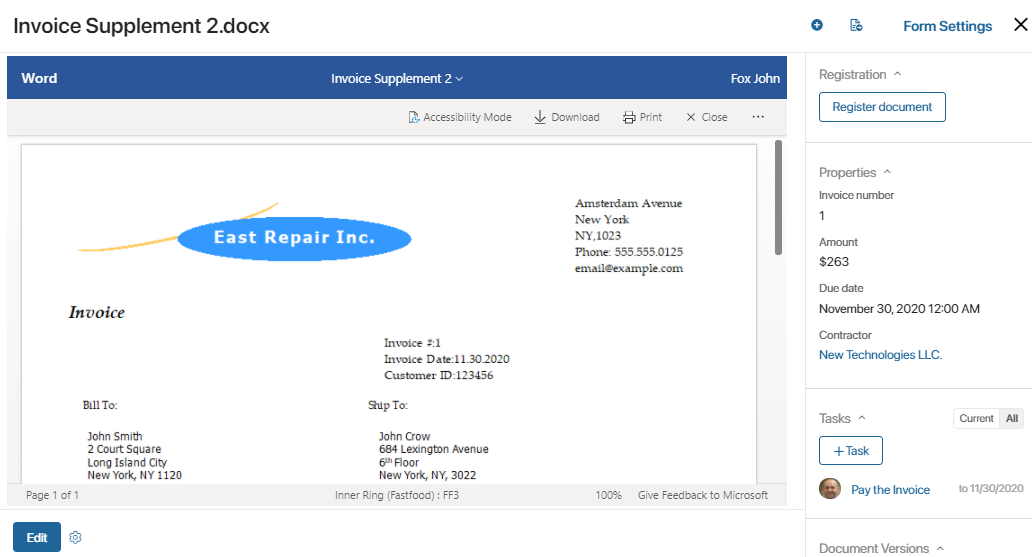 Invoice Supplement 2.docx
Form Settings
Word
Invoice Supplement 2
Fox John
Accessibility Mode
Download
Print
Close
East Repair Inc.
Amsterdam Avenue
New York
NY,1023
Phone: 555.555.0125
email@example.com
Invoice
Invoice #:1
Invoice Date:11.30.2020
Customer ID:123456
Bill To:
John Smith
2 Court Square
Long Island City
New York, NY 1120
Ship To:
John Crow
684 Lexington Avenue
6th Floor
New York, NY, 3022
Page 1 of 1
Inner Ring (Fastfood) : FF3
100%
Give Feedback to Microsoft
Edit
Registration
Register document
Properties
Invoice number
1
Amount
$263
Due date
November 30, 2020 12:00 AM
Contractor
New Technologies LLC.
Tasks
Current
All
+Task
Pay the Invoice
to 11/30/2020
Document Versions